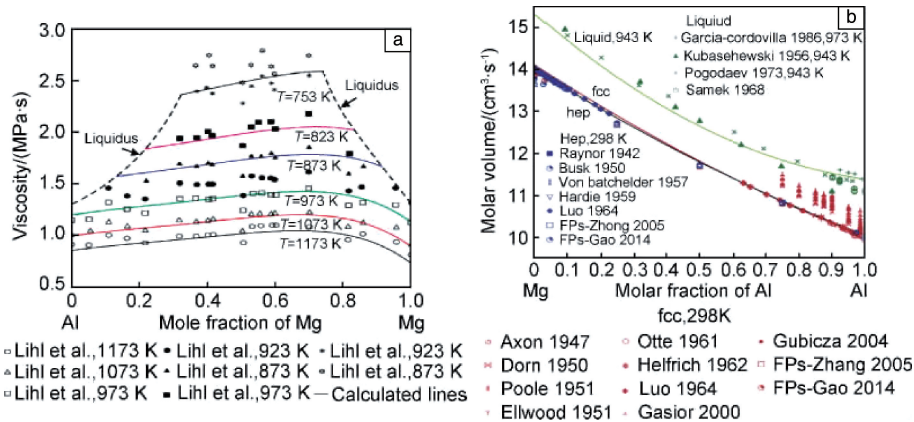 a
3.0
2.5
2.0
1.5
1.0
0.5
Viscosity/(MPa·s)
Liquidus
Liquidus
T=753 K
T=823 K
T=873 K
T=973 K
T=1073 K
T=1173 K
0 0.2 0.4 0.6 0.8 1.0
Al Mole fraction of Mg Mg
Lihl et al.,1173 K Lihl et al.,923 K Lihl et al.,923 K
Lihl et al.,1073 K Lihl et al.,873 K Lihl et al.,873 K
Lihl et al.,973 K Lihl et al.,973 K Calculated lines
b
15
14
13
12
11
10
Molar volume/(cm³·mol⁻¹)
Liquid,943 K
Liquiud
Garcia-cordovilla 1986,973 K
Kubasehewski 1956,943 K
Pogodaev 1973,943 K
Samek 1968
fcc
hep
Hep,298 K
Raynor 1942
Busk 1950
Von batchelder 1957
Hardie 1959
Luo 1964
FPs-Zhong 2005
FPs-Gao 2014
0 0.1 0.2 0.3 0.4 0.5 0.6 0.7 0.8 0.9 1.0
Mg Molar fraction of Al Al
fcc,298K
Axon 1947 Otte 1961 Gubicza 2004
Dorn 1950 Helfrich 1962 FPs-Zhang 2005
Poole 1951 Luo 1964 FPs-Gao 2014
Ellwood 1951 Gasior 2000